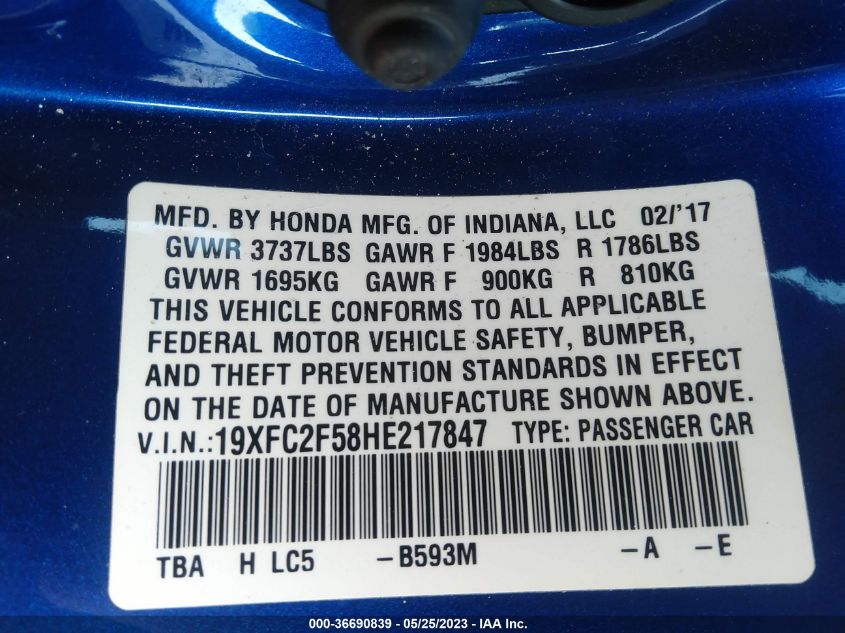 MFD. BY HONDA MFG. OF INDIANA, LLC 02/'17
GVWR 3737LBS GAWR F 1984LBS R 1786LBS
GVWR 1695KG GAWR F 900KG R 810KG
THIS VEHICLE CONFORMS TO ALL APPLICABLE
FEDERAL MOTOR VEHICLE SAFETY, BUMPER,
AND THEFT PREVENTION STANDARDS IN EFFECT
ON THE DATE OF MANUFACTURE SHOWN ABOVE.
V.I.N.:19XFC2F58HE217847 TYPE: PASSENGER CAR
TBA H LC5 -B593M -A -E
000-36690839 - 05/25/2023 - IAA Inc.